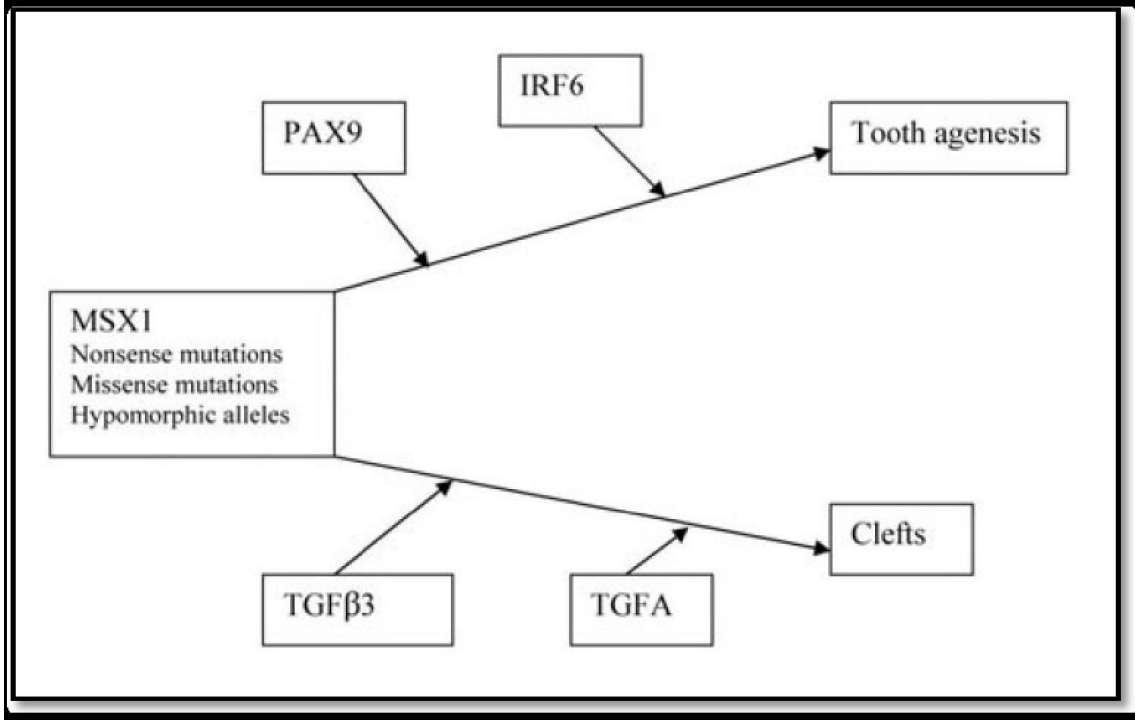 IRF6
PAX9
Tooth agenesis
MSX1
Nonsense mutations
Missense mutations
Hypomorphic alleles
Clefts
TGFβ3
TGFA